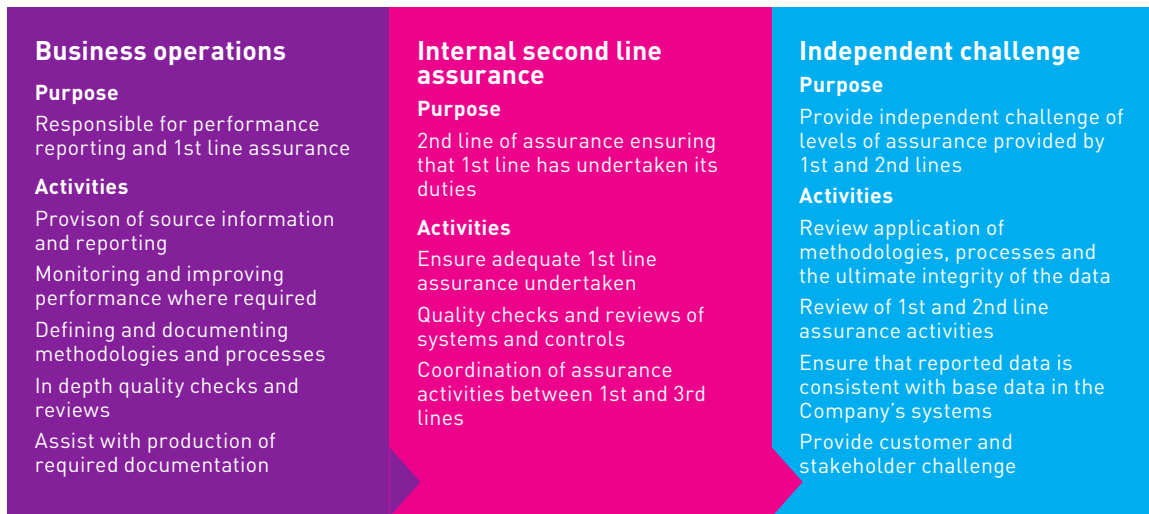 Business operations
Purpose
Responsible for performance
reporting and 1st line assurance
Activities
Provison of source information
and reporting
Monitoring and improving
performance where required
Defining and documenting
methodologies and processes
In depth quality checks and
reviews
Assist with production of
required documentation
Internal second line
assurance
Purpose
2nd line of assurance ensuring
that 1st line has undertaken its
duties
Activities
Ensure adequate 1st line
assurance undertaken
Quality checks and reviews of
systems and controls
Coordination of assurance
activities between 1st and 3rd
lines
Independent challenge
Purpose
Provide independent challenge of
levels of assurance provided by
1st and 2nd lines
Activities
Review application of
methodologies, processes and
the ultimate integrity of the data
Review of 1st and 2nd line
assurance activities
Ensure that reported data is
consistent with base data in the
Company’s systems
Provide customer and
stakeholder challenge